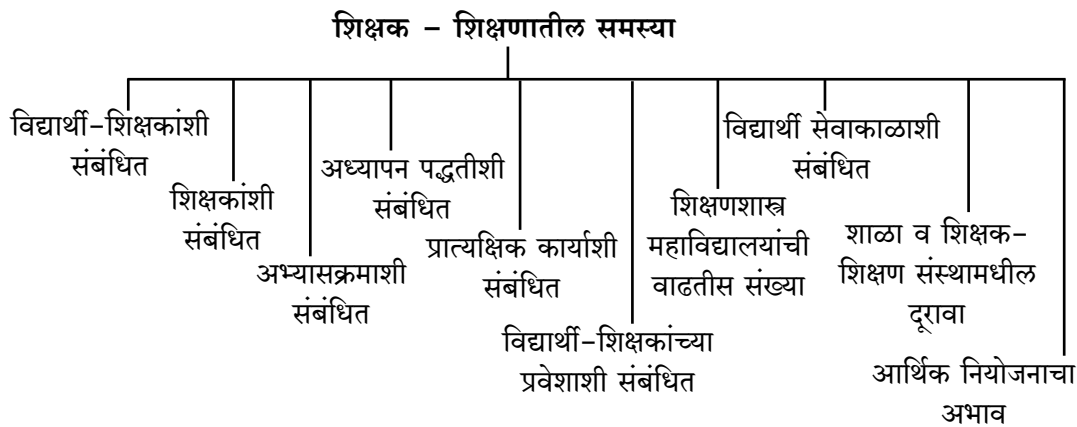 शिक्षक – शिक्षणातील समस्या
विद्यार्थी-शिक्षकांशी
संबंधित
शिक्षकांशी
संबंधित
अभ्यासक्रमाशी
संबंधित
अध्यापन पद्धतीशी
संबंधित
प्रात्यक्षिक कार्याशी
संबंधित
विद्यार्थी-शिक्षकांच्या
प्रवेशाशी संबंधित
शिक्षणशास्त्र
महाविद्यालयांची
वाढतीस संख्या
विद्यार्थी सेवाकाळाशी
संबंधित
शाळा व शिक्षक-
शिक्षण संस्थामधील
दूरावा
आर्थिक नियोजनाचा
अभाव